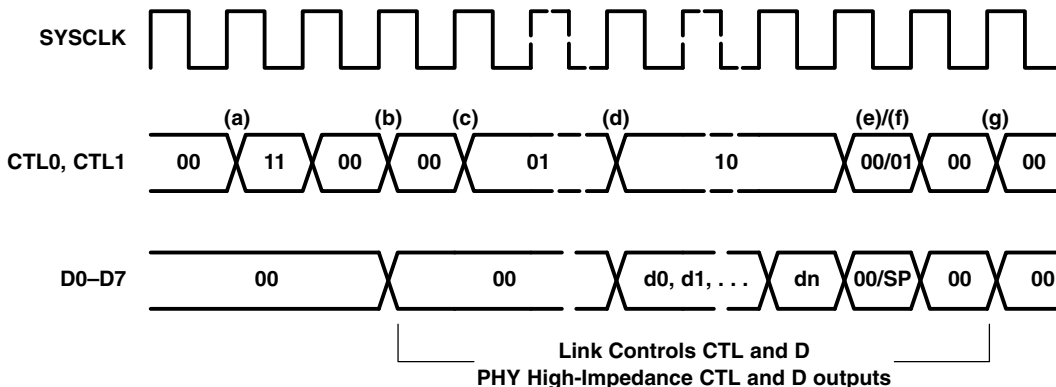 SYSCLK
(a) (b) (c) (d) (e)/(f) (g)
CTL0, CTL1 00 11 00 00 01 10 00/01 00 00
D0–D7 00 00 d0, d1, . . . dn 00/SP 00 00
Link Controls CTL and D
PHY High-Impedance CTL and D outputs